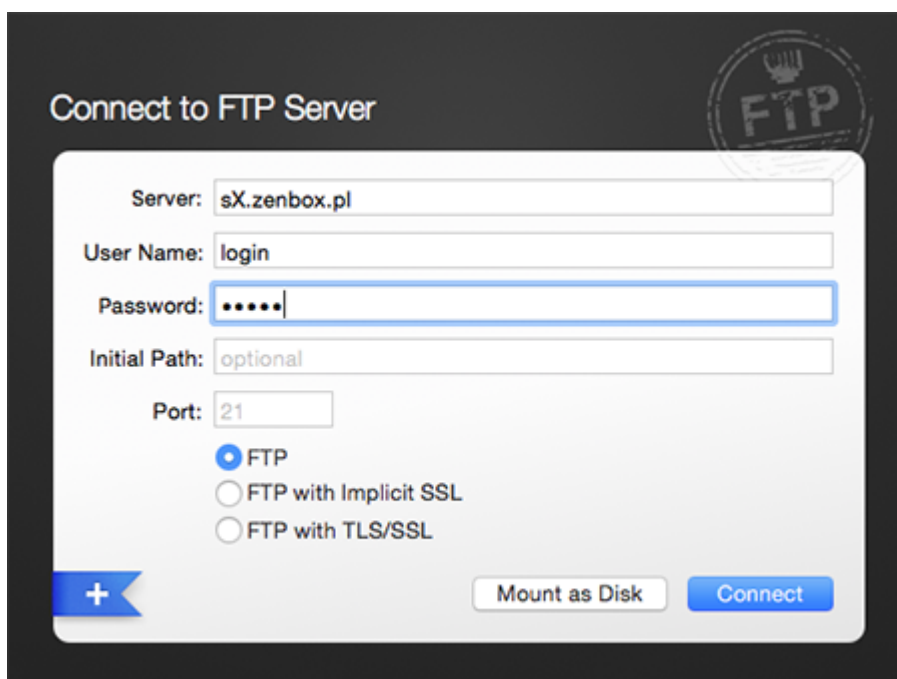 FTP
Connect to FTP Server
Server: sX.zenbox.pl
User Name: login
Password: •••••
Initial Path: optional
Port: 21
FTP
FTP with Implicit SSL
FTP with TLS/SSL
+
Mount as Disk Connect